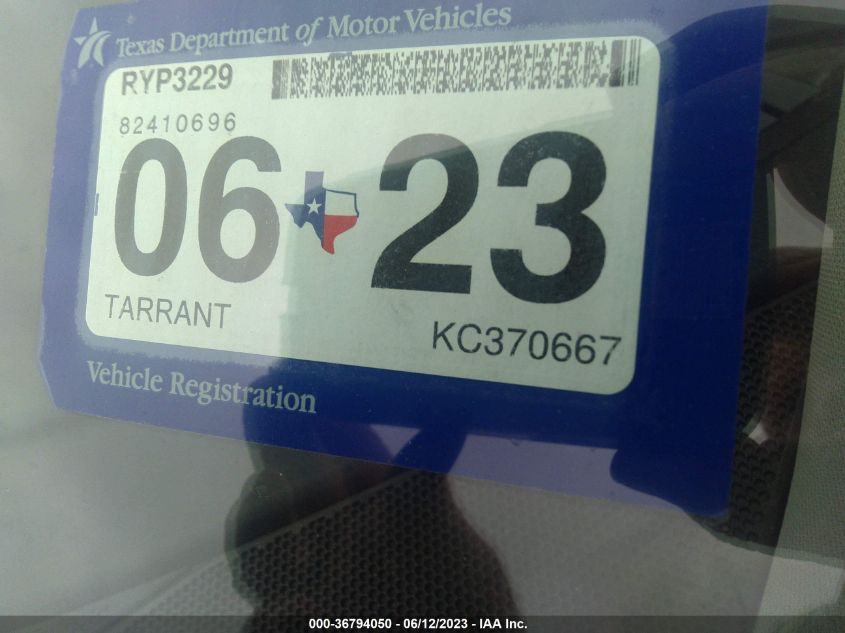 Texas Department of Motor Vehicles
RYP3229
82410696
06 23
TARRANT
KC370667
Vehicle Registration
000-36794050 - 06/12/2023 - IAA Inc.